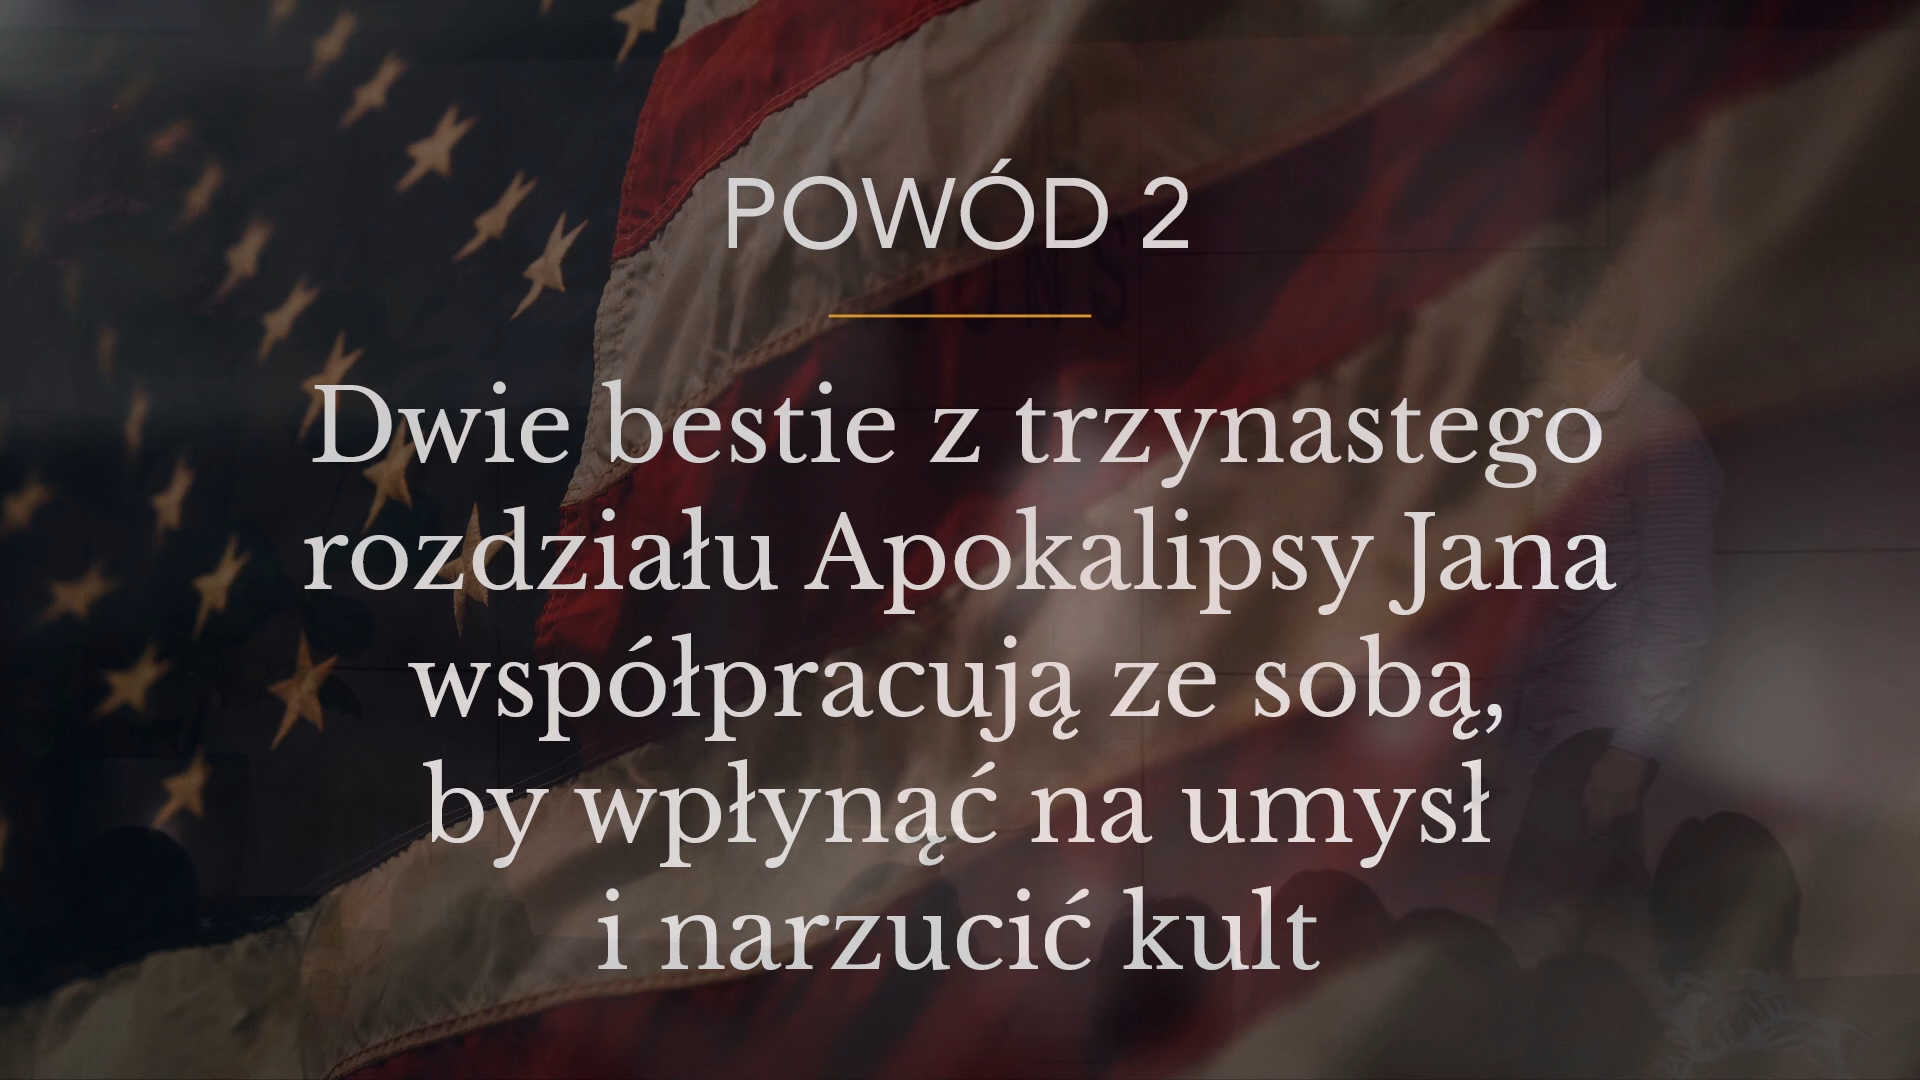 POWÓD 2
Dwie bestie z trzynastego
rozdziału Apokalipsy Jana
współpracują ze sobą,
by wpłynąć na umysł
i narzucić kult